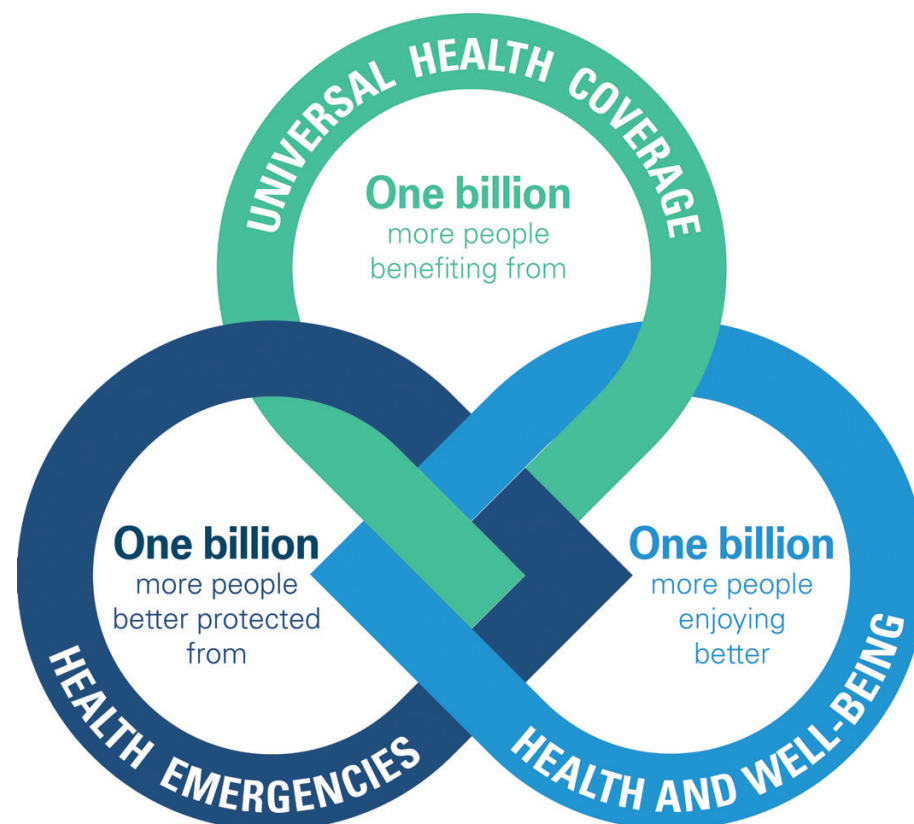 UNIVERSAL HEALTH COVERAGE
One billion
more people
benefiting from
One billion
more people
better protected
from
HEALTH EMERGENCIES
One billion
more people
enjoying
better
HEALTH AND WELL-BEING